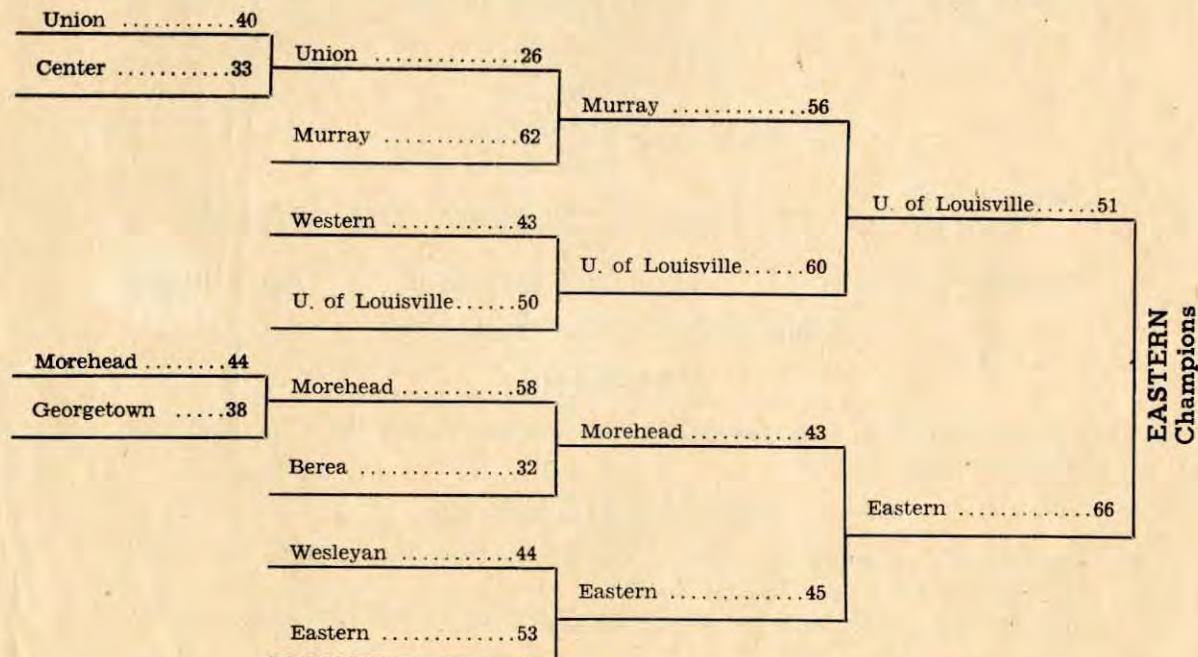 Union ...........40
Center ...........33
Union ..............26
Murray .............62
Murray .............56
Western ............43
U. of Louisville......50
U. of Louisville......60
U. of Louisville......51
Morehead ........44
Georgetown .....38
Morehead ...........58
Berea ..............32
Morehead ...........43
Wesleyan ...........44
Eastern .............53
Eastern ............45
Eastern .............66
EASTERN
Champions